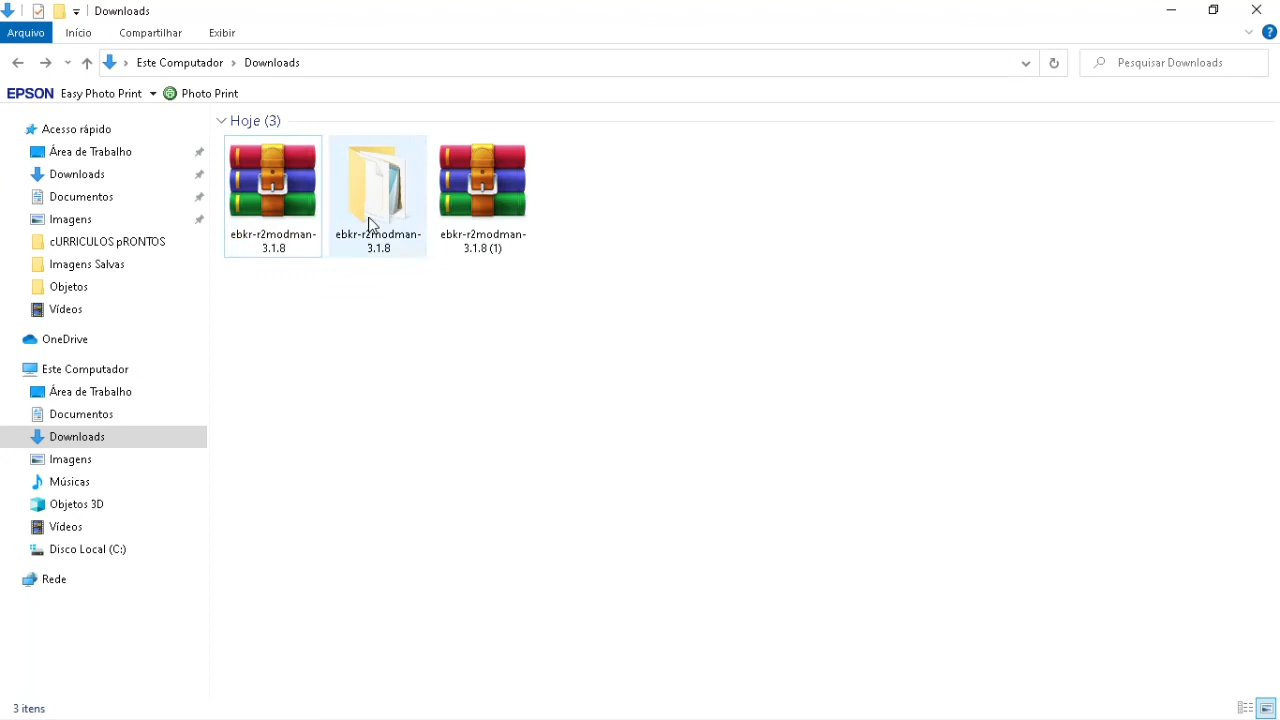 Downloads
Arquivo Início Compartilhar Exibir
Este Computador Downloads Pesquisar Downloads
EPSON Easy Photo Print Photo Print
Hoje (3)
Acesso rápido
Área de Trabalho
Downloads
Documentos
Imagens
cURRICULOS pRONTOS
Imagens Salvas
Objetos
Vídeos
OneDrive
Este Computador
Área de Trabalho
Documentos
Downloads
Imagens
Músicas
Objetos 3D
Vídeos
Disco Local (C:)
Rede
ebkr-r2modman-
3.1.8
ebkr-r2modman-
3.1.8
ebkr-r2modman-
3.1.8 (1)
3 itens